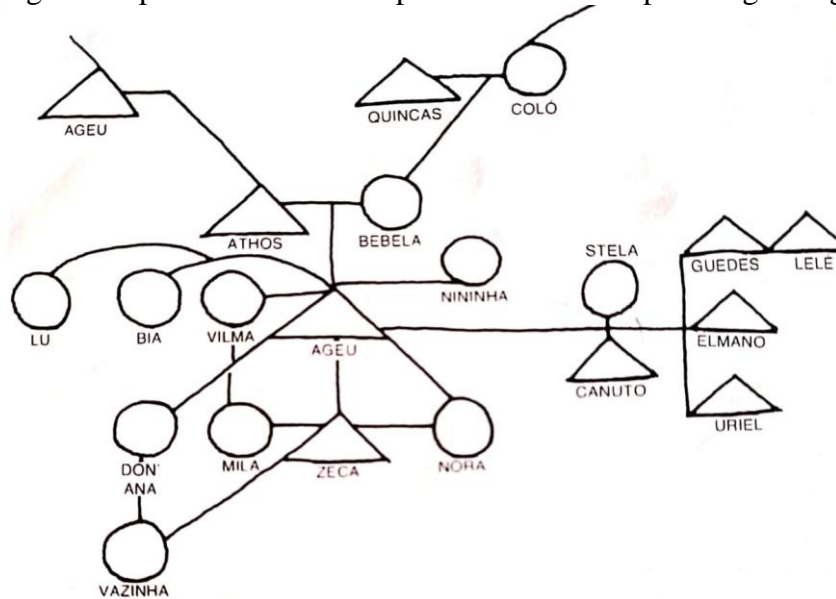 AGEU
QUINCAS
COLÓ
ATHOS
BEBELA
STELA
GUEDES
LELÉ
NININHA
LU
BIA
VILMA
AGEU
ELMANO
CANUTO
URIEL
DON'
ANA
MILA
ZECA
NORA
VAZINHA